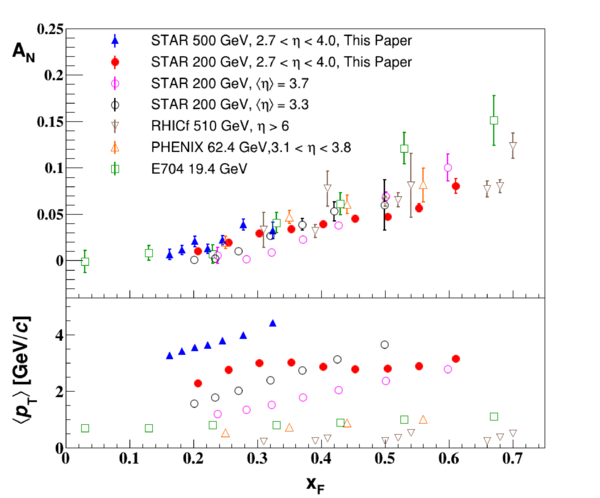 0.25
A_N
STAR 500 GeV, 2.7 < η < 4.0, This Paper
STAR 200 GeV, 2.7 < η < 4.0, This Paper
0.2
STAR 200 GeV, ⟨η⟩ = 3.7
STAR 200 GeV, ⟨η⟩ = 3.3
0.15
RHICf 510 GeV, η > 6
PHENIX 62.4 GeV,3.1 < η < 3.8
E704 19.4 GeV
0.1
0.05
0
⟨p_T⟩ [GeV/c]
4
2
0
0 0.1 0.2 0.3 0.4 0.5 0.6 0.7
x_F